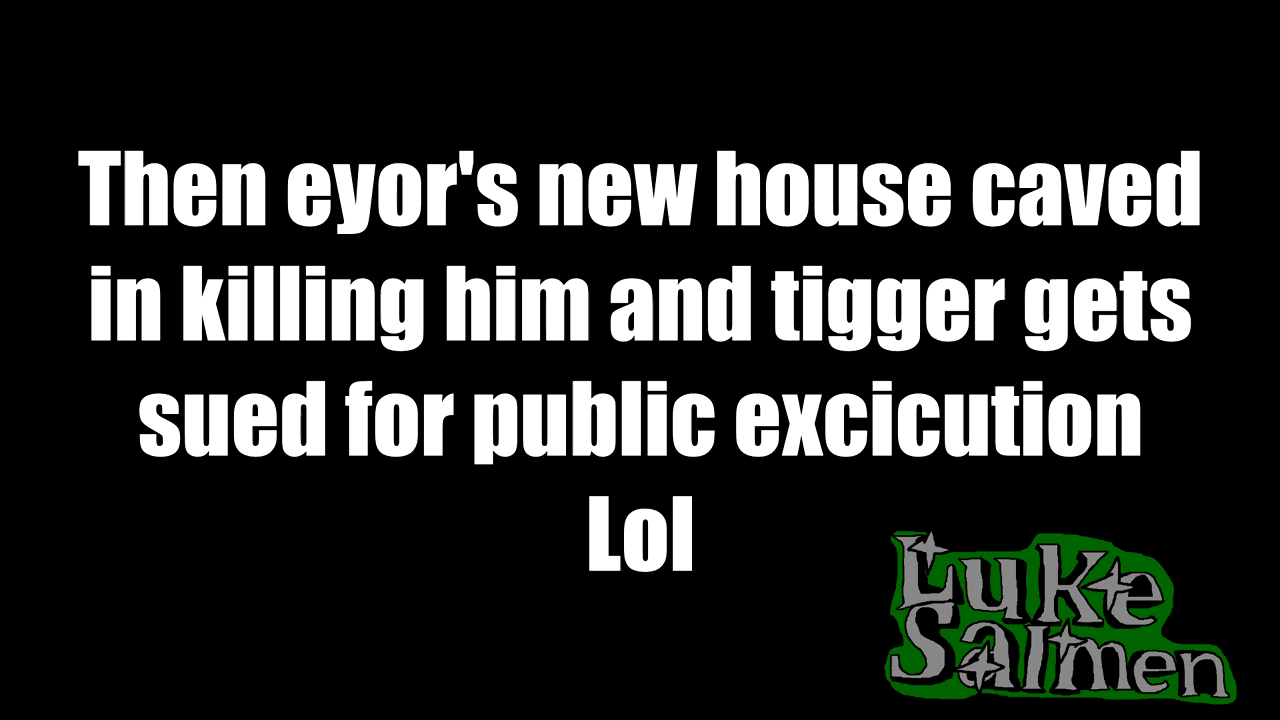 Then eyor's new house caved
in killing him and tigger gets
sued for public excicution
Lol
Luke
Salmen